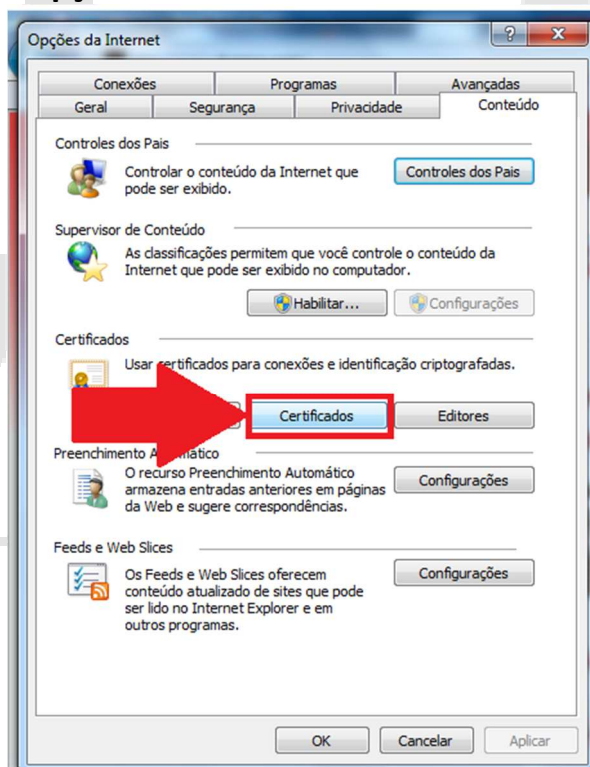 Opções da Internet
Conexões Programas Avançadas
Geral Segurança Privacidade Conteúdo
Controles dos Pais
Controlar o conteúdo da Internet que
pode ser exibido.
Controles dos Pais
Supervisor de Conteúdo
As classificações permitem que você controle o conteúdo da
Internet que pode ser exibido no computador.
Habilitar... Configurações
Certificados
Usar certificados para conexões e identificação criptografadas.
Certificados Editores
Preenchimento
O recurso Preenchimento Automático
armazena entradas anteriores em páginas
da Web e sugere correspondências.
Configurações
Feeds e Web Slices
Os Feeds e Web Slices oferecem
conteúdo atualizado de sites que pode
ser lido no Internet Explorer e em
outros programas.
Configurações
OK Cancelar Aplicar